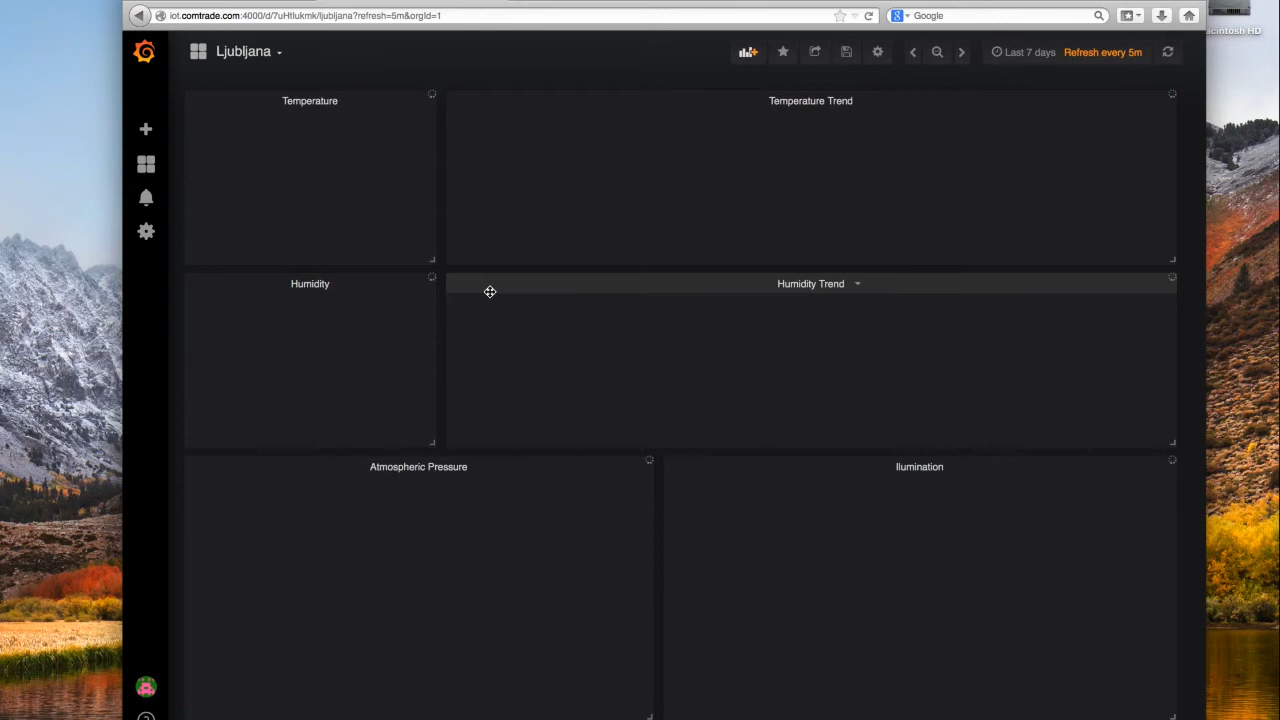 iot.comtrade.com:4000/d/7uHtlukmk/ljubljana?refresh=5m&orgId=1
Google
acintosh HD
Ljubljana
Last 7 days
Refresh every 5m
Temperature
Temperature Trend
Humidity
Humidity Trend
Atmospheric Pressure
Ilumination